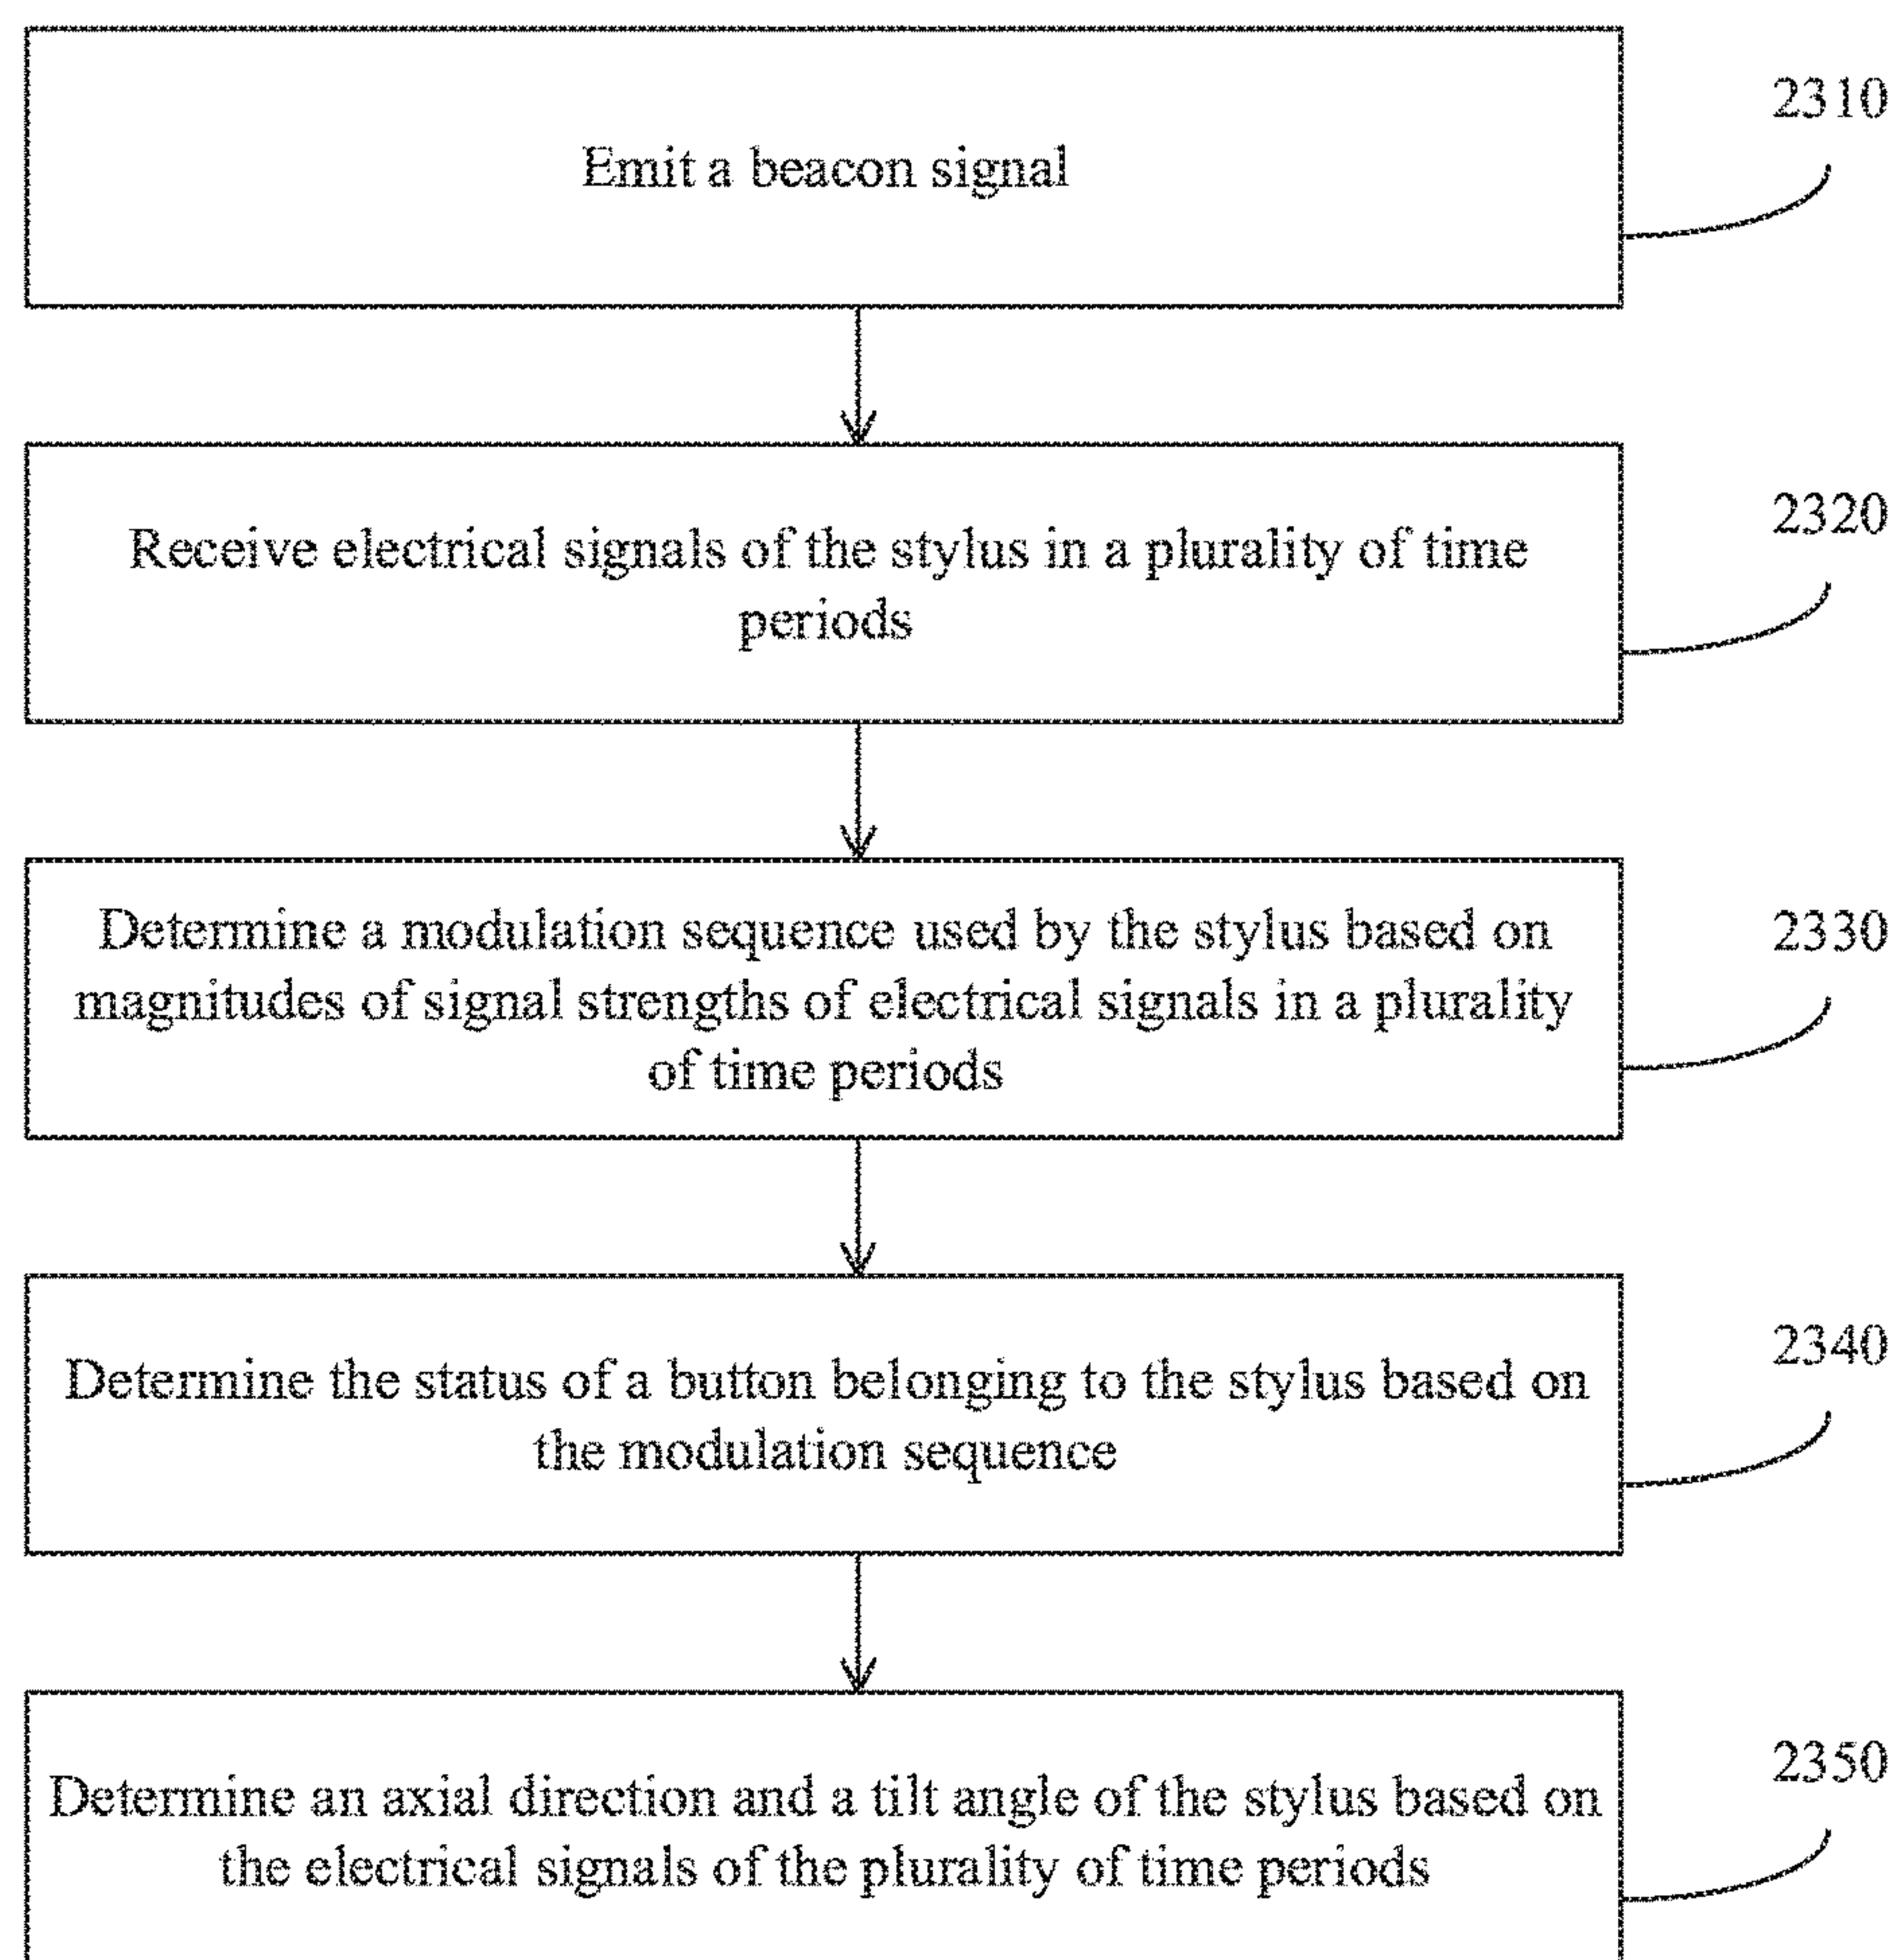 2310
Emit a beacon signal
2320
Receive electrical signals of the stylus in a plurality of time
periods
2330
Determine a modulation sequence used by the stylus based on
magnitudes of signal strengths of electrical signals in a plurality
of time periods
2340
Determine the status of a button belonging to the stylus based on
the modulation sequence
2350
Determine an axial direction and a tilt angle of the stylus based on
the electrical signals of the plurality of time periods